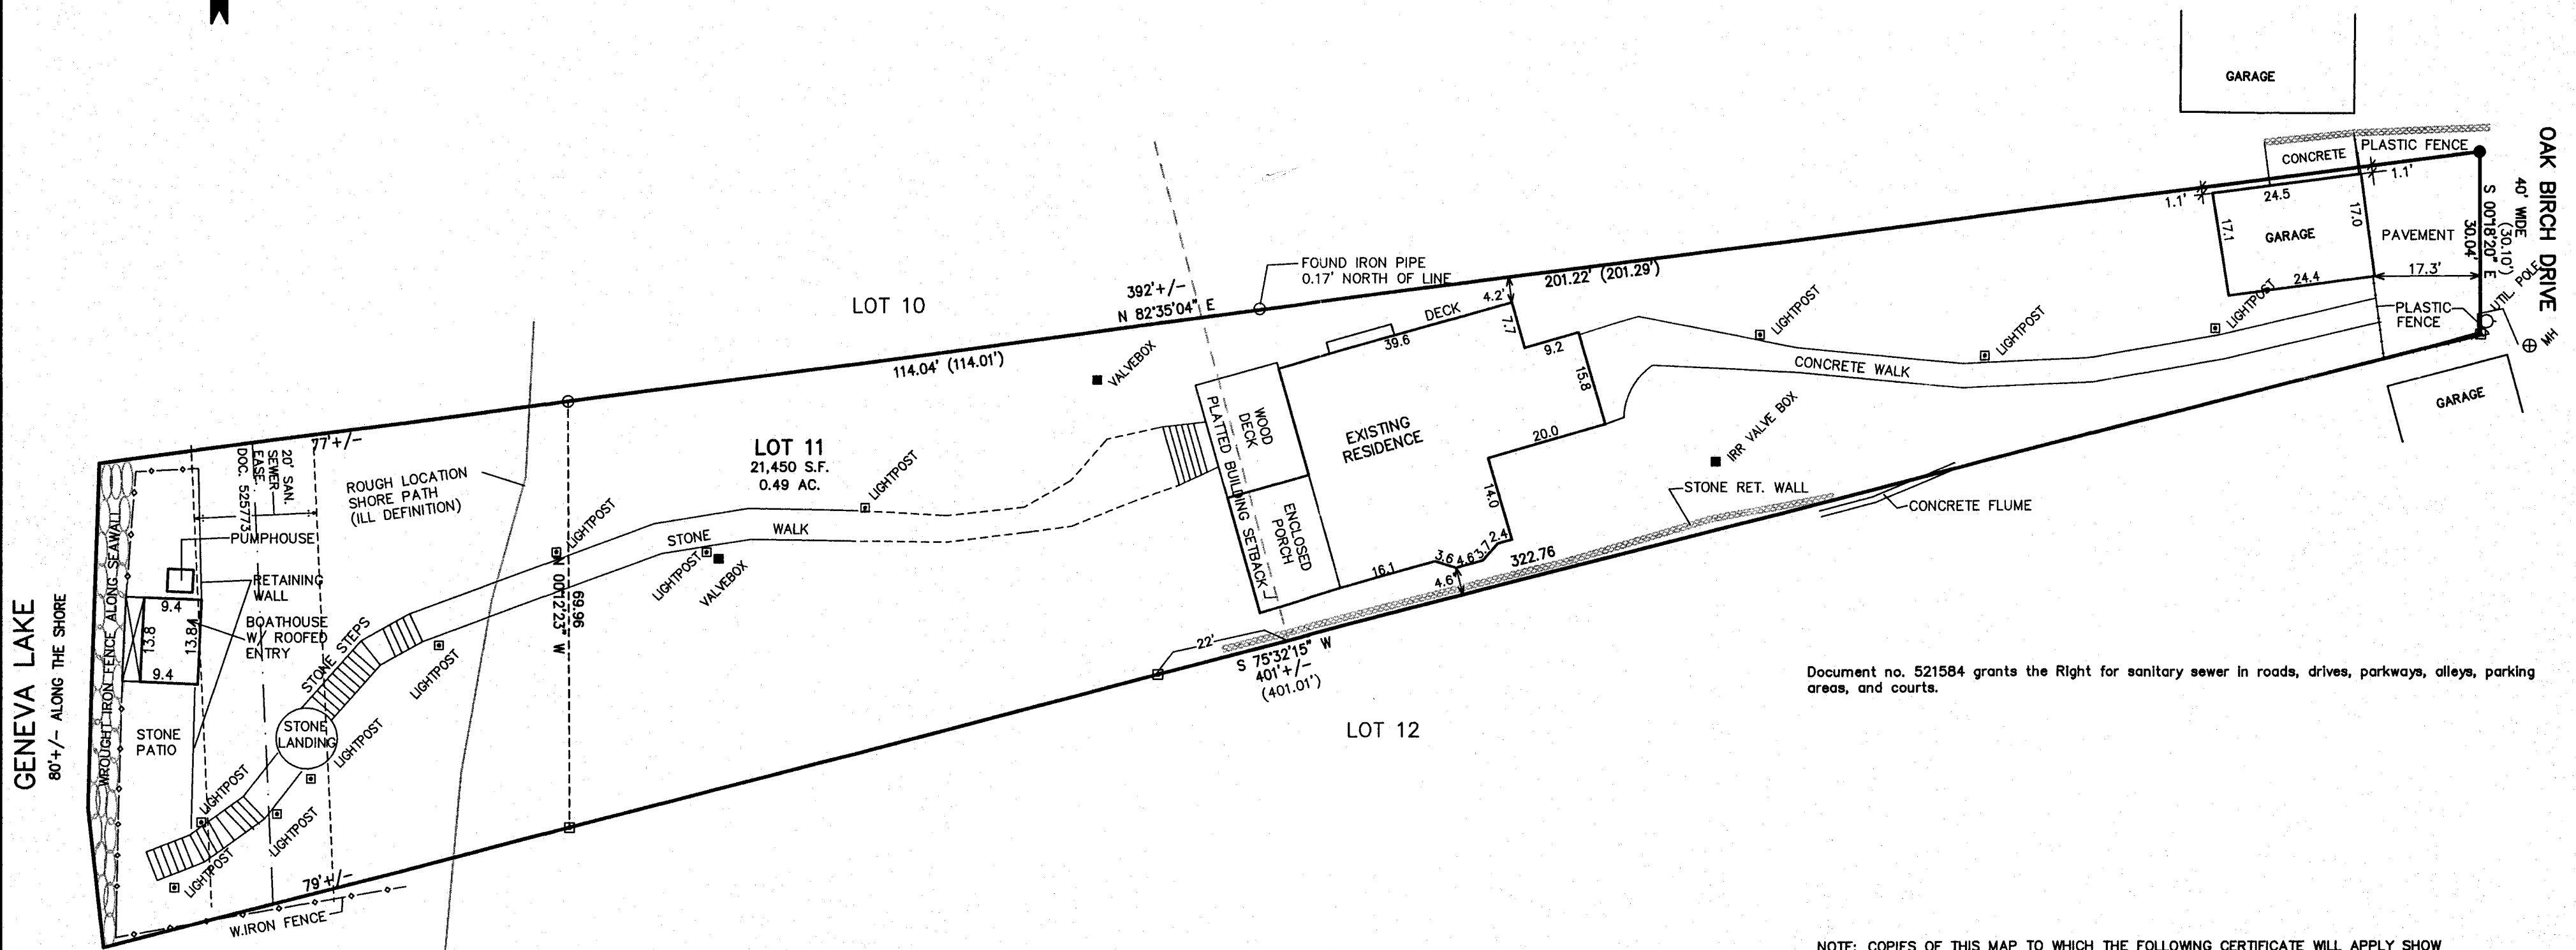 GARAGE
OAK BIRCH DRIVE
40' WIDE
(30.10')
S 00°18'20" E
30.04'
PLASTIC FENCE
CONCRETE
1.1'
1.1'
24.5
17.1
17.0
GARAGE
24.4
PAVEMENT
17.3'
UTIL POLE
PLASTIC
FENCE
MH
GARAGE
LIGHTPOST
LIGHTPOST
LIGHTPOST
CONCRETE WALK
201.22' (201.29')
FOUND IRON PIPE
0.17' NORTH OF LINE
392'+/-
N 82°35'04" E
LOT 10
114.04' (114.01')
77'+/-
4.2'
DECK
7.7
39.6
9.2
15.8
20.0
14.0
2.4
3.7
4.6
3.6
16.1
4.6'
EXISTING
RESIDENCE
WOOD
DECK
ENCLOSED
PORCH
PLATTED BUILDING SETBACK
VALVEBOX
IRR VALVE BOX
STONE RET. WALL
CONCRETE FLUME
322.76
22'
S 75°32'15" W
401'+/-
(401.01')
LOT 12
LOT 11
21,450 S.F.
0.49 AC.
LIGHTPOST
STONE WALK
LIGHTPOST
LIGHTPOST
VALVEBOX
N 00°12'23" W
69.96
ROUGH LOCATION
SHORE PATH
(ILL DEFINITION)
20' SAN.
SEWER
EASE.
DOC. 525773
PUMPHOUSE
RETAINING
WALL
BOATHOUSE
W/ ROOFED
ENTRY
9.4
13.8
13.8
9.4
STONE STEPS
LIGHTPOST
STONE
LANDING
LIGHTPOST
STONE
PATIO
LIGHTPOST
LIGHTPOST
LIGHTPOST
79'+/-
W.IRON FENCE
WROUGHT IRON FENCE ALONG SEAWALL
GENEVA LAKE
80'+/- ALONG THE SHORE
Document no. 521584 grants the Right for sanitary sewer in roads, drives, parkways, alleys, parking
areas, and courts.
NOTE: COPIES OF THIS MAP TO WHICH THE FOLLOWING CERTIFICATE WILL APPLY SHOW